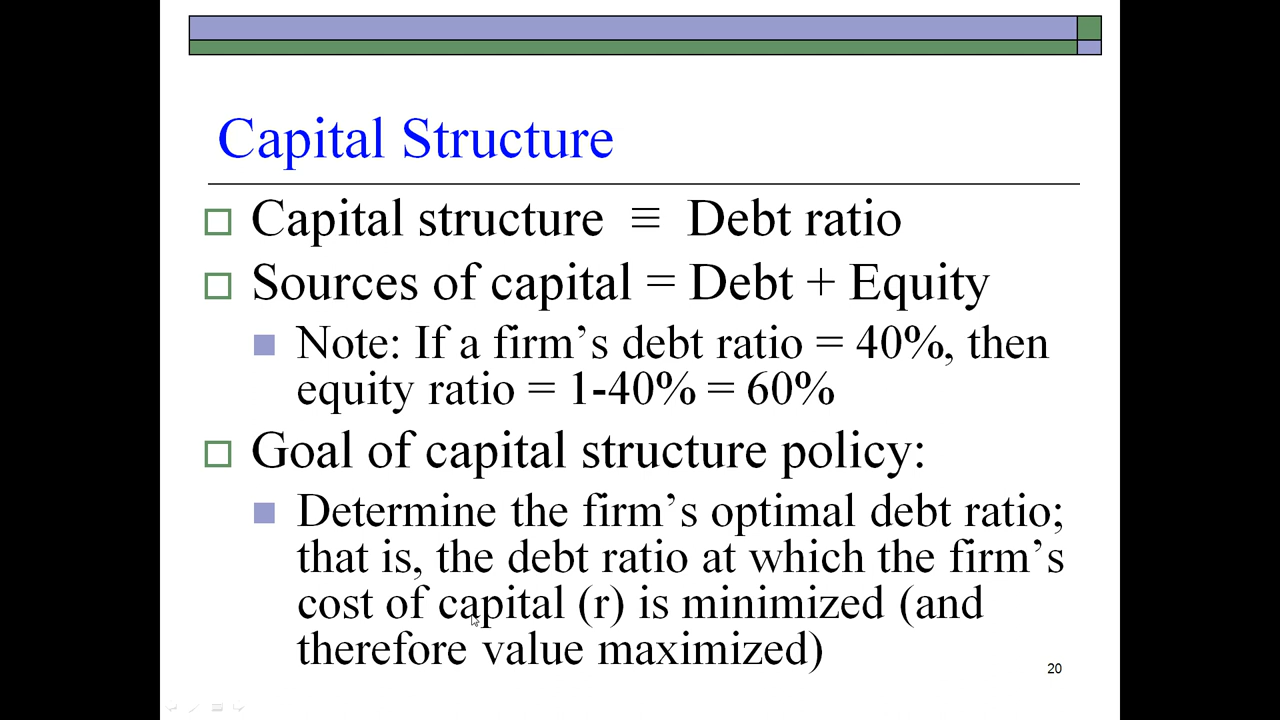 Capital Structure
Capital structure ≡ Debt ratio
Sources of capital = Debt + Equity
Note: If a firm’s debt ratio = 40%, then
equity ratio = 1-40% = 60%
Goal of capital structure policy:
Determine the firm’s optimal debt ratio;
that is, the debt ratio at which the firm’s
cost of capital (r) is minimized (and
therefore value maximized)
20